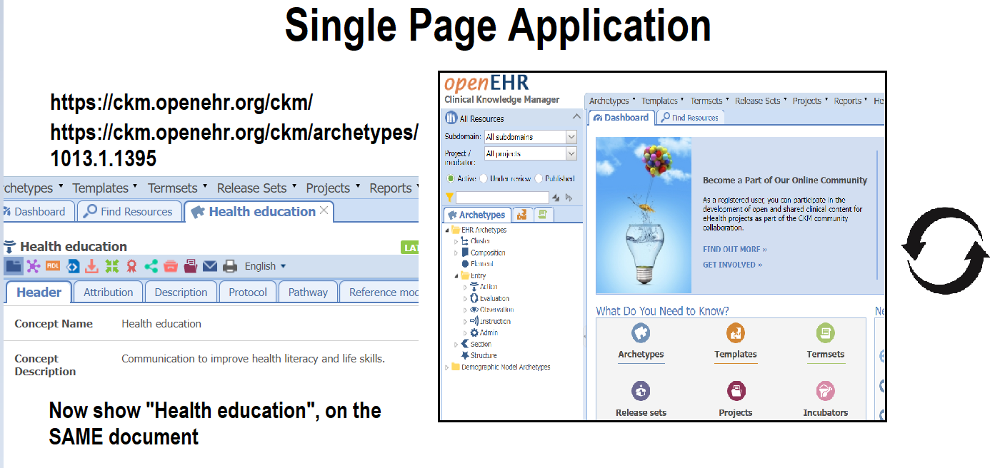 Single Page Application
https://ckm.openehr.org/ckm/
https://ckm.openehr.org/ckm/archetypes/
1013.1.1395
rchetypes Templates Termsets Release Sets Projects Reports
Dashboard Find Resources Health education
Health education LAT
ADL English
Header Attribution Description Protocol Pathway Reference mod
Concept Name Health education
Concept Description Communication to improve health literacy and life skills.
Now show "Health education", on the
SAME document
openEHR
Clinical Knowledge Manager
Archetypes Templates Termsets Release Sets Projects Reports He
All Resources
Dashboard Find Resources
Subdomain: All subdomains
Project / incubator: All projects
Active Under review Published
Archetypes
EHR Archetypes
Cluster
Composition
Element
Entry
Action
Evaluation
Observation
Instruction
Admin
Section
Structure
Demographic Model Archetypes
Become a Part of Our Online Community
As a registered user, you can participate in the
development of open and shared clinical content for
eHealth projects as part of the CKM community
collaboration.
FIND OUT MORE »
GET INVOLVED »
What Do You Need to Know? Ne
Archetypes Templates Termsets
Release sets Projects Incubators